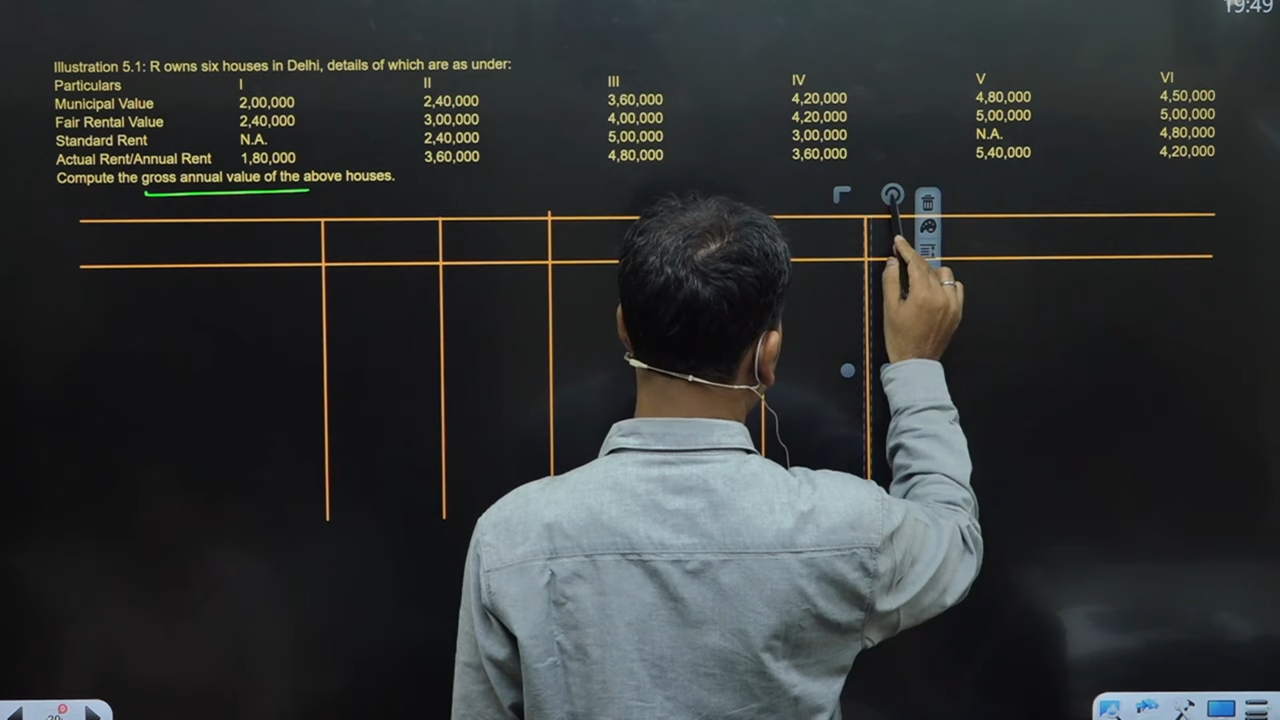 19:49
Illustration 5.1: R owns six houses in Delhi, details of which are as under:
Particulars I II III IV V VI
Municipal Value 2,00,000 2,40,000 3,60,000 4,20,000 4,80,000 4,50,000
Fair Rental Value 2,40,000 3,00,000 4,00,000 4,20,000 5,00,000 5,00,000
Standard Rent N.A. 2,40,000 5,00,000 3,00,000 N.A. 4,80,000
Actual Rent/Annual Rent 1,80,000 3,60,000 4,80,000 3,60,000 5,40,000 4,20,000
Compute the gross annual value of the above houses.